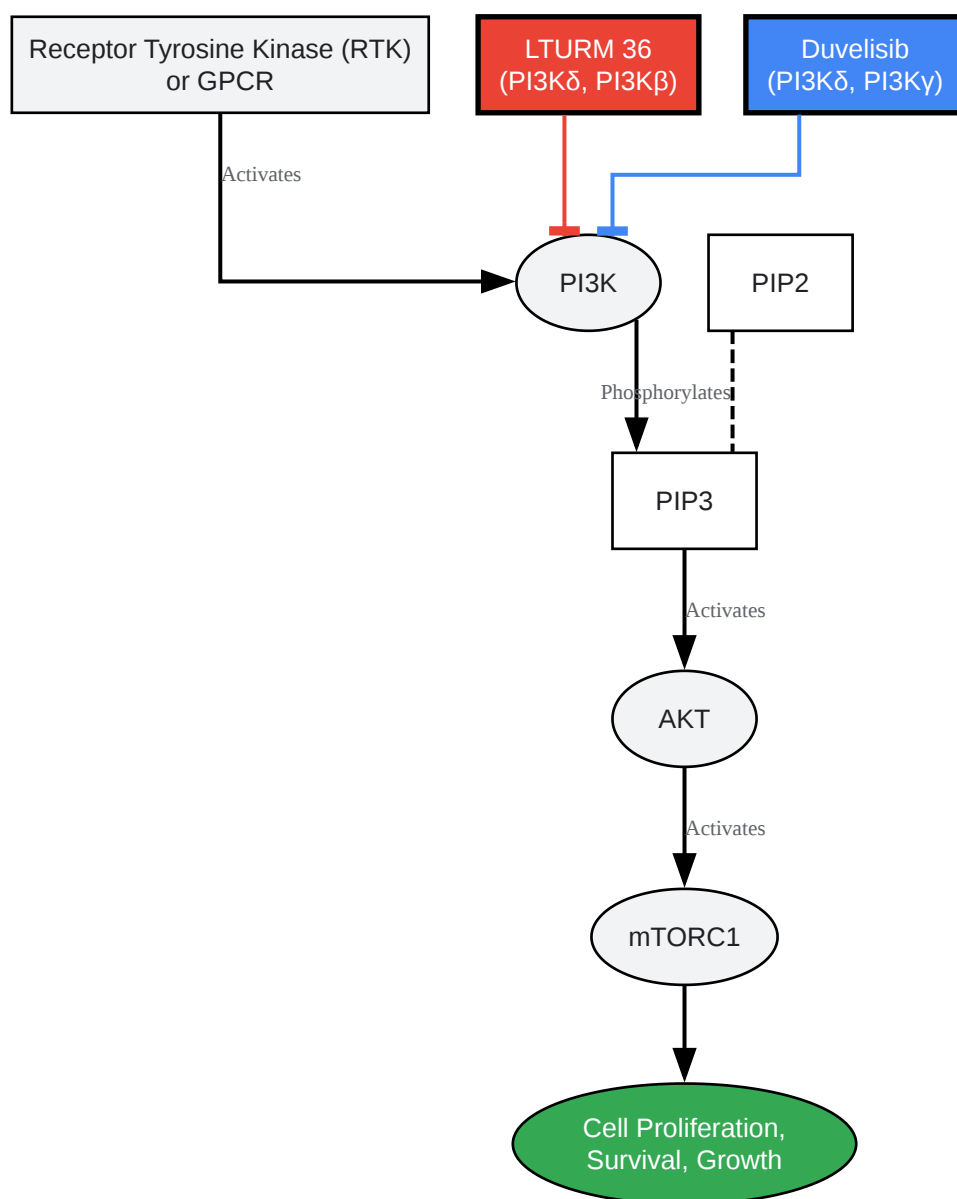 Receptor Tyrosine Kinase (RTK)
or GPCR
LTURM 36
(PI3Kδ, PI3Kβ)
Duvelisib
(PI3Kδ, PI3Kγ)
Activates
PI3K
PIP2
Phosphorylates
PIP3
Activates
AKT
Activates
mTORC1
Cell Proliferation,
Survival, Growth